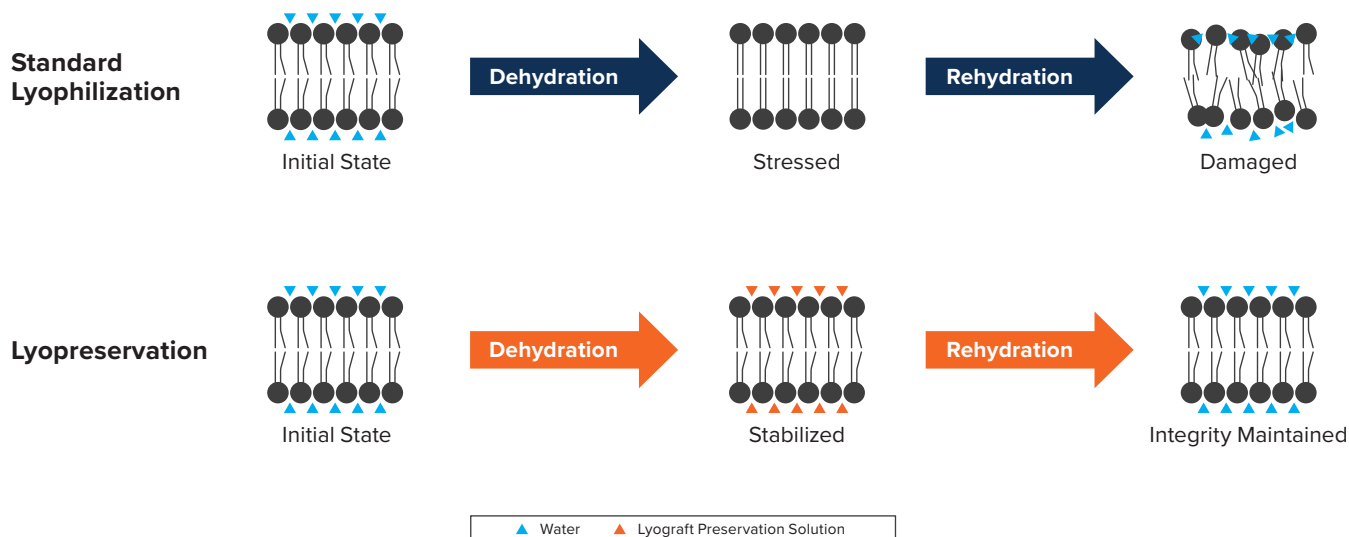 Standard
Lyophilization
Dehydration
Rehydration
Initial State
Stressed
Damaged
Lyopreservation
Dehydration
Rehydration
Initial State
Stabilized
Integrity Maintained
Water
Lyograft Preservation Solution